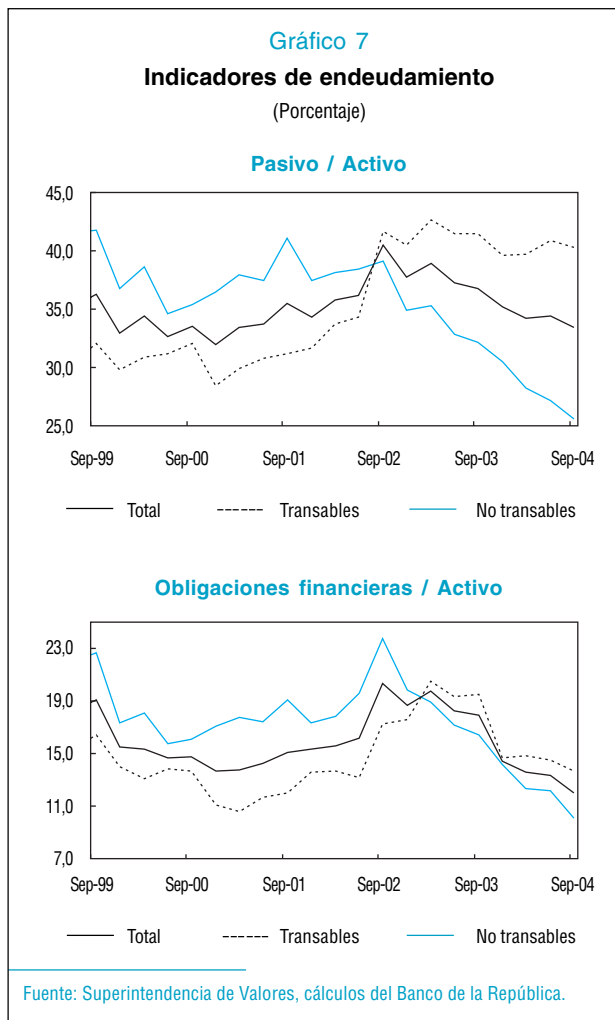 Gráfico 7
Indicadores de endeudamiento
(Porcentaje)
Pasivo / Activo
45,0
40,0
35,0
30,0
25,0
Sep-99 Sep-00 Sep-01 Sep-02 Sep-03 Sep-04
Total Transables No transables
Obligaciones financieras / Activo
23,0
19,0
15,0
11,0
7,0
Sep-99 Sep-00 Sep-01 Sep-02 Sep-03 Sep-04
Total Transables No transables
Fuente: Superintendencia de Valores, cálculos del Banco de la República.